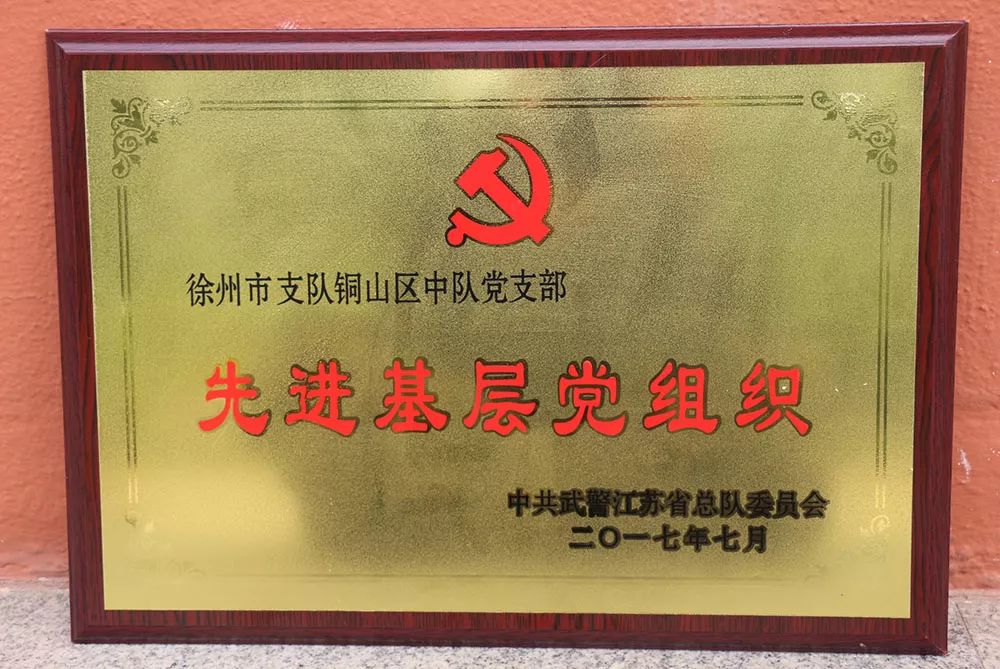 徐州市支队铜山区中队党支部
先进基层党组织
中共武警江苏省总队委员会
二〇一七年七月